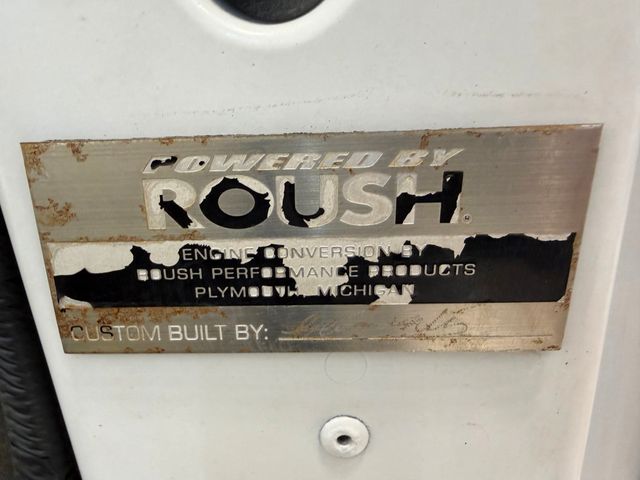 POWERED BY
ROUSH
ENGINE CONVERSION BY
ROUSH PERFORMANCE PRODUCTS
PLYMOUTH, MICHIGAN
CUSTOM BUILT BY: